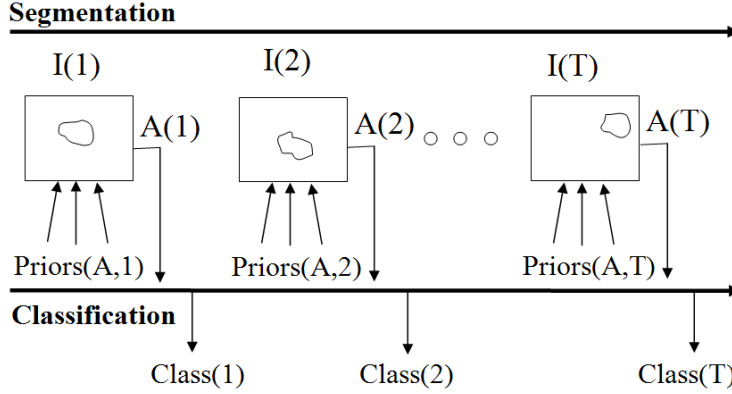 Segmentation
I(1) I(2) I(T)
A(1) A(2) A(T)
Priors(A,1) Priors(A,2) Priors(A,T)
Classification
Class(1) Class(2) Class(T)